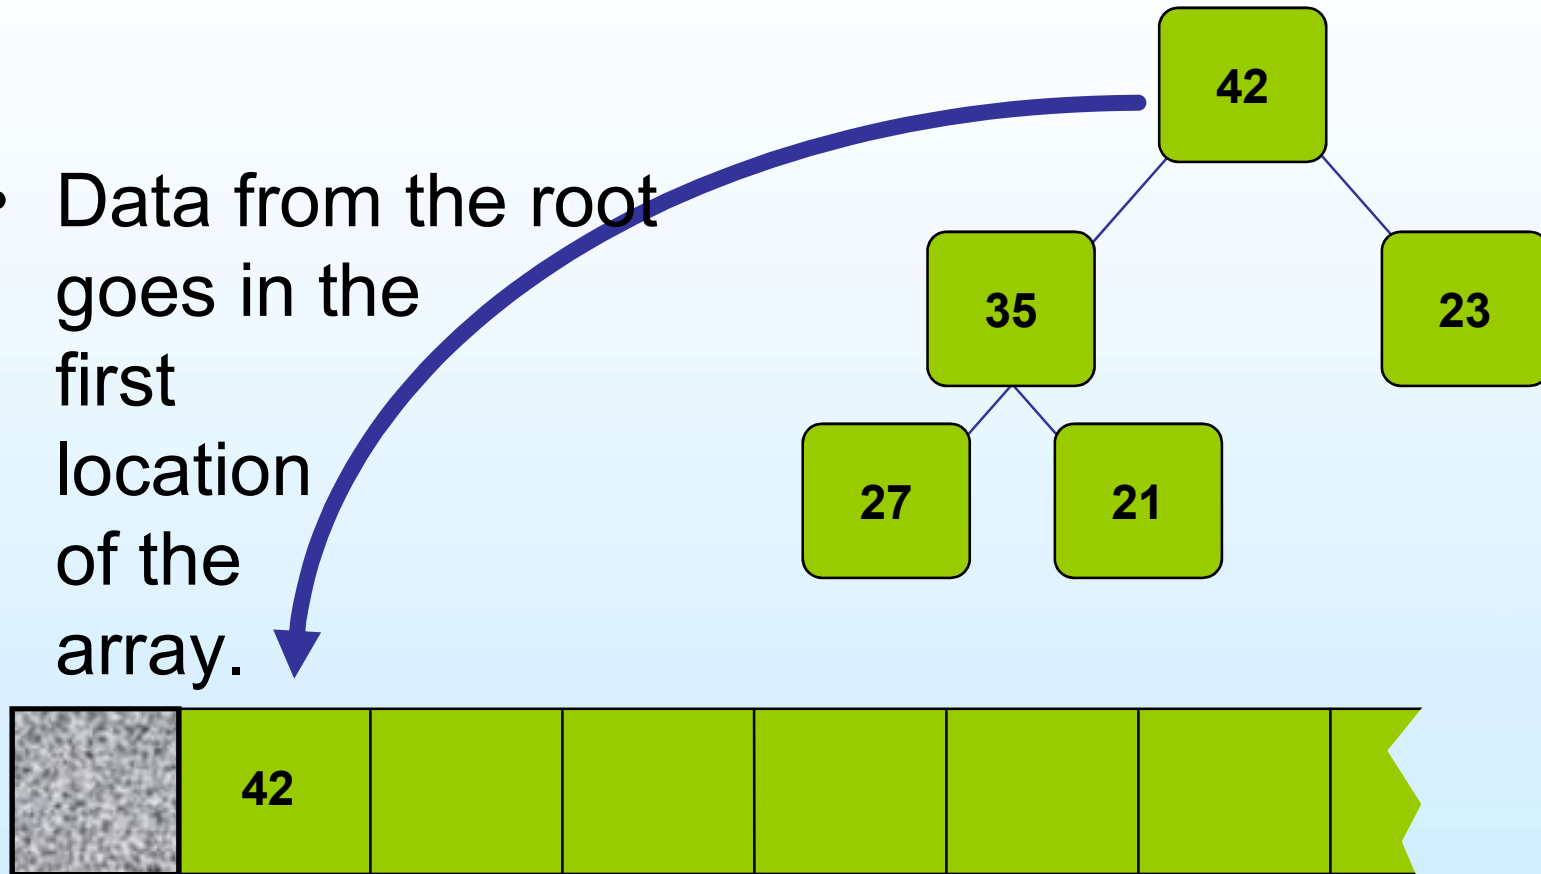 42
• Data from the root
goes in the
first
location
of the
array.
35
23
27
21
42